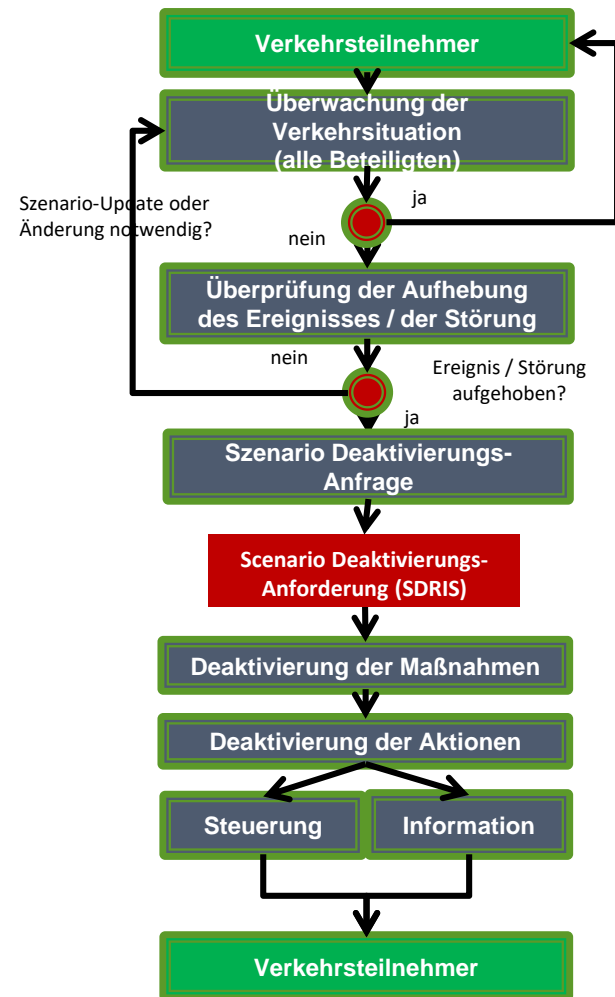 Verkehrsteilnehmer
Überwachung der
Verkehrsituation
(alle Beteiligten)
ja
Szenario-Update oder
Änderung notwendig?
nein
Überprüfung der Aufhebung
des Ereignisses / der Störung
nein
Ereignis / Störung
aufgehoben?
ja
Szenario Deaktivierungs-
Anfrage
Scenario Deaktivierungs-
Anforderung (SDRIS)
Deaktivierung der Maßnahmen
Deaktivierung der Aktionen
Steuerung
Information
Verkehrsteilnehmer